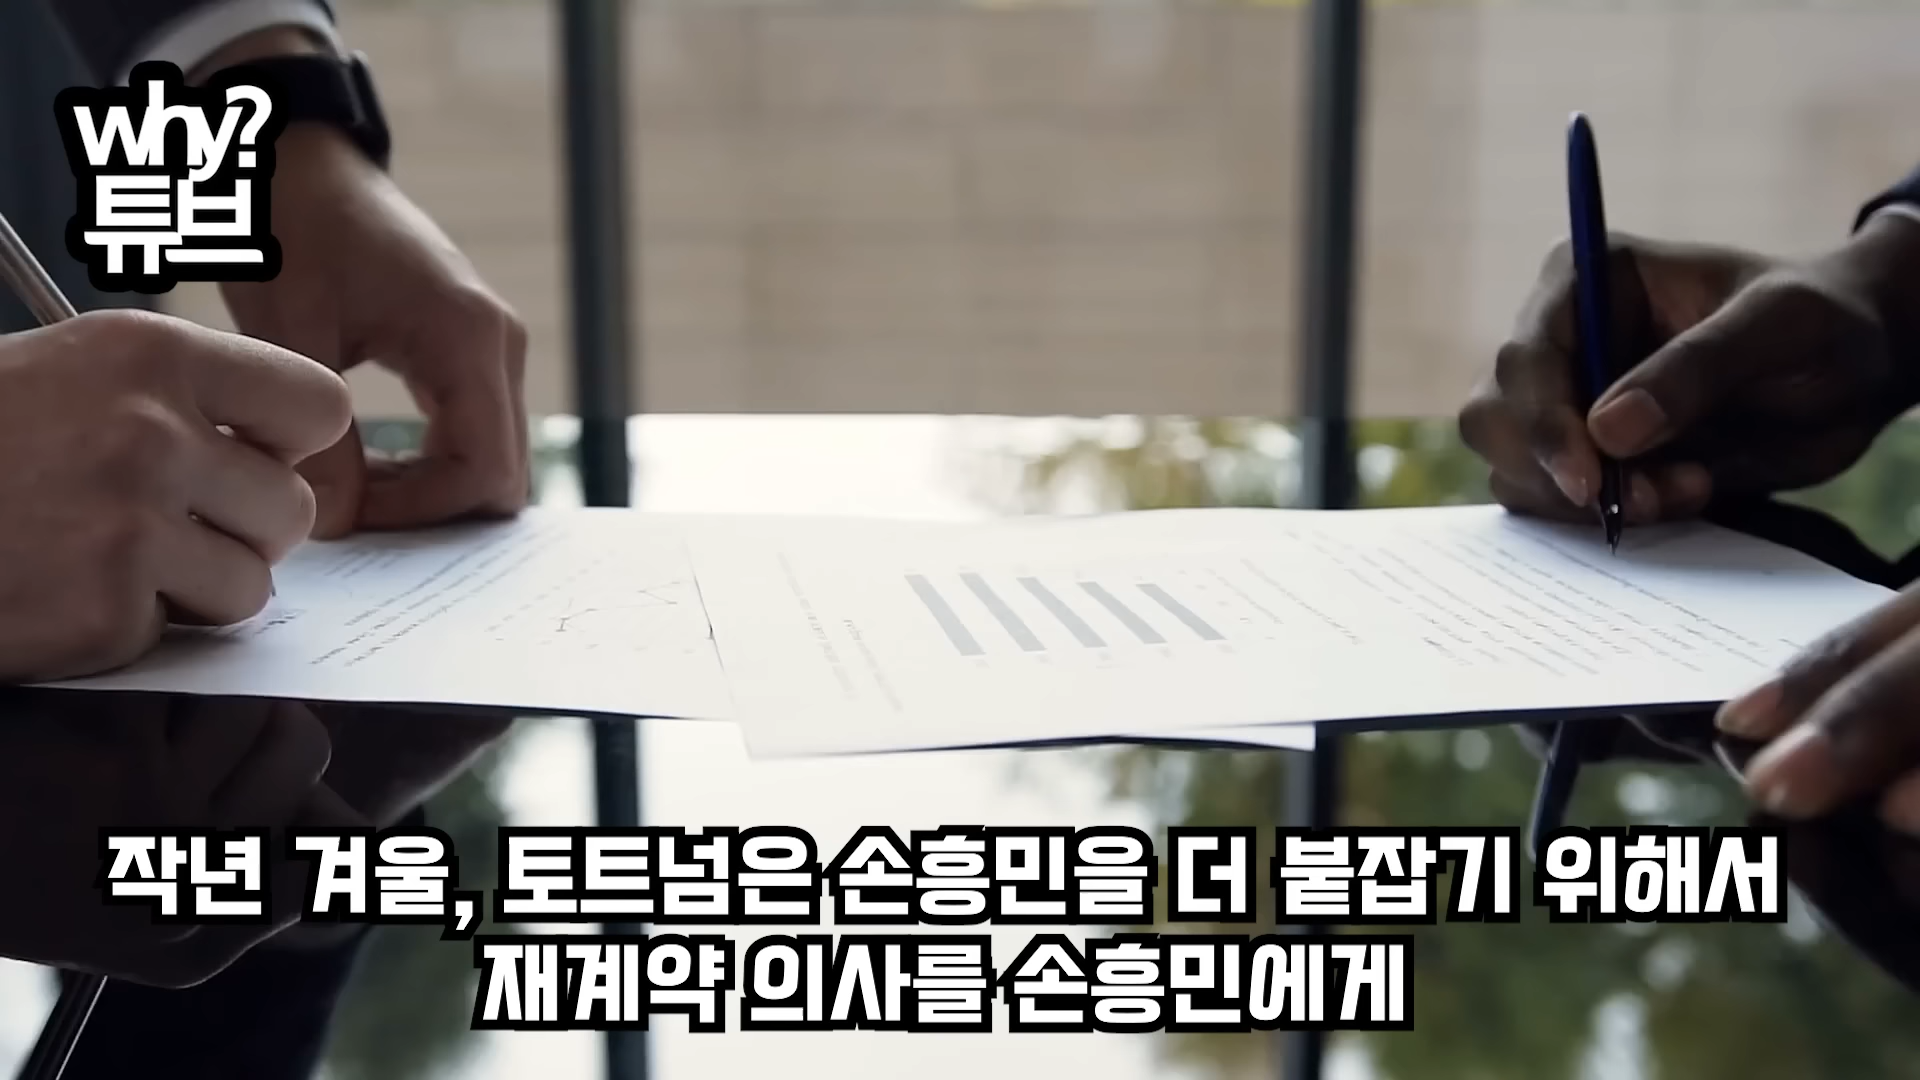 why?
튜브
작년 겨울, 토트넘은 손흥민을 더 붙잡기 위해서
재계약 의사를 손흥민에게